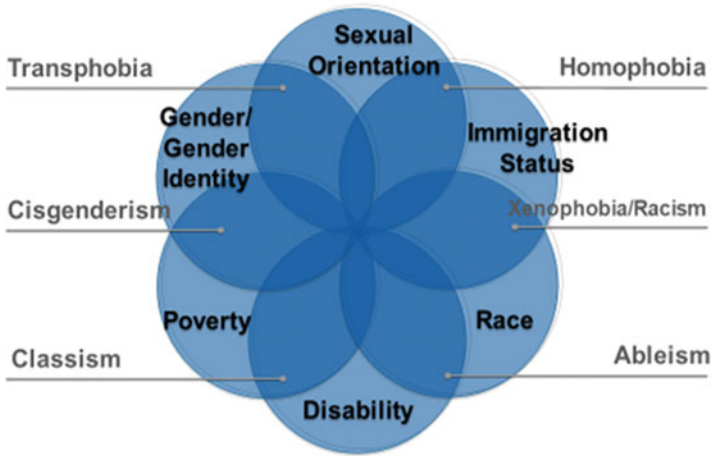 Sexual
Orientation
Transphobia
Homophobia
Gender/
Gender
Identity
Immigration
Status
Cisgenderism
Xenophobia/Racism
Poverty
Race
Classism
Ableism
Disability